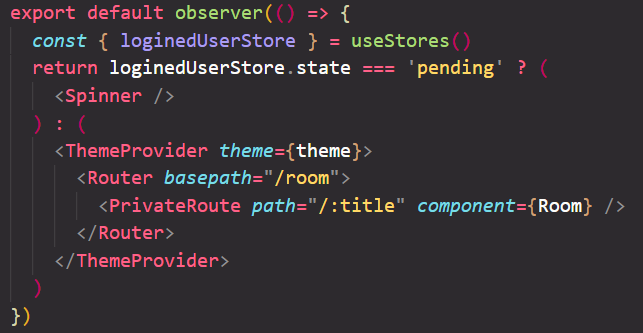 export default observer(() => {
  const { loginedUserStore } = useStores()
  return loginedUserStore.state === 'pending' ? (
    <Spinner />
  ) : (
    <ThemeProvider theme={theme}>
      <Router basepath="/room">
        <PrivateRoute path="/:title" component={Room} />
      </Router>
    </ThemeProvider>
  )
})